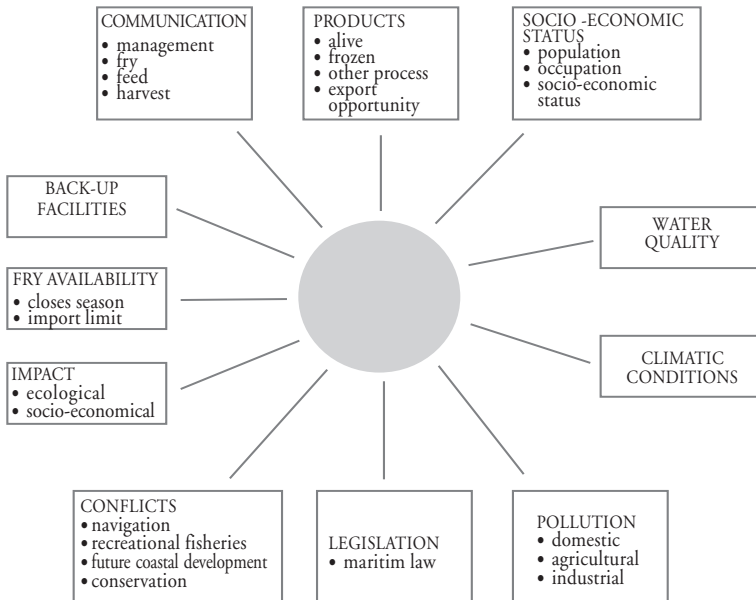 COMMUNICATION
• management
• fry
• feed
• harvest
PRODUCTS
• alive
• frozen
• other process
• export
opportunity
SOCIO -ECONOMIC
STATUS
• population
• occupation
• socio-economic
status
BACK-UP
FACILITIES
WATER
QUALITY
FRY AVAILABILITY
• closes season
• import limit
CLIMATIC
CONDITIONS
IMPACT
• ecological
• socio-economical
CONFLICTS
• navigation
• recreational fisheries
• future coastal development
• conservation
LEGISLATION
• maritim law
POLLUTION
• domestic
• agricultural
• industrial